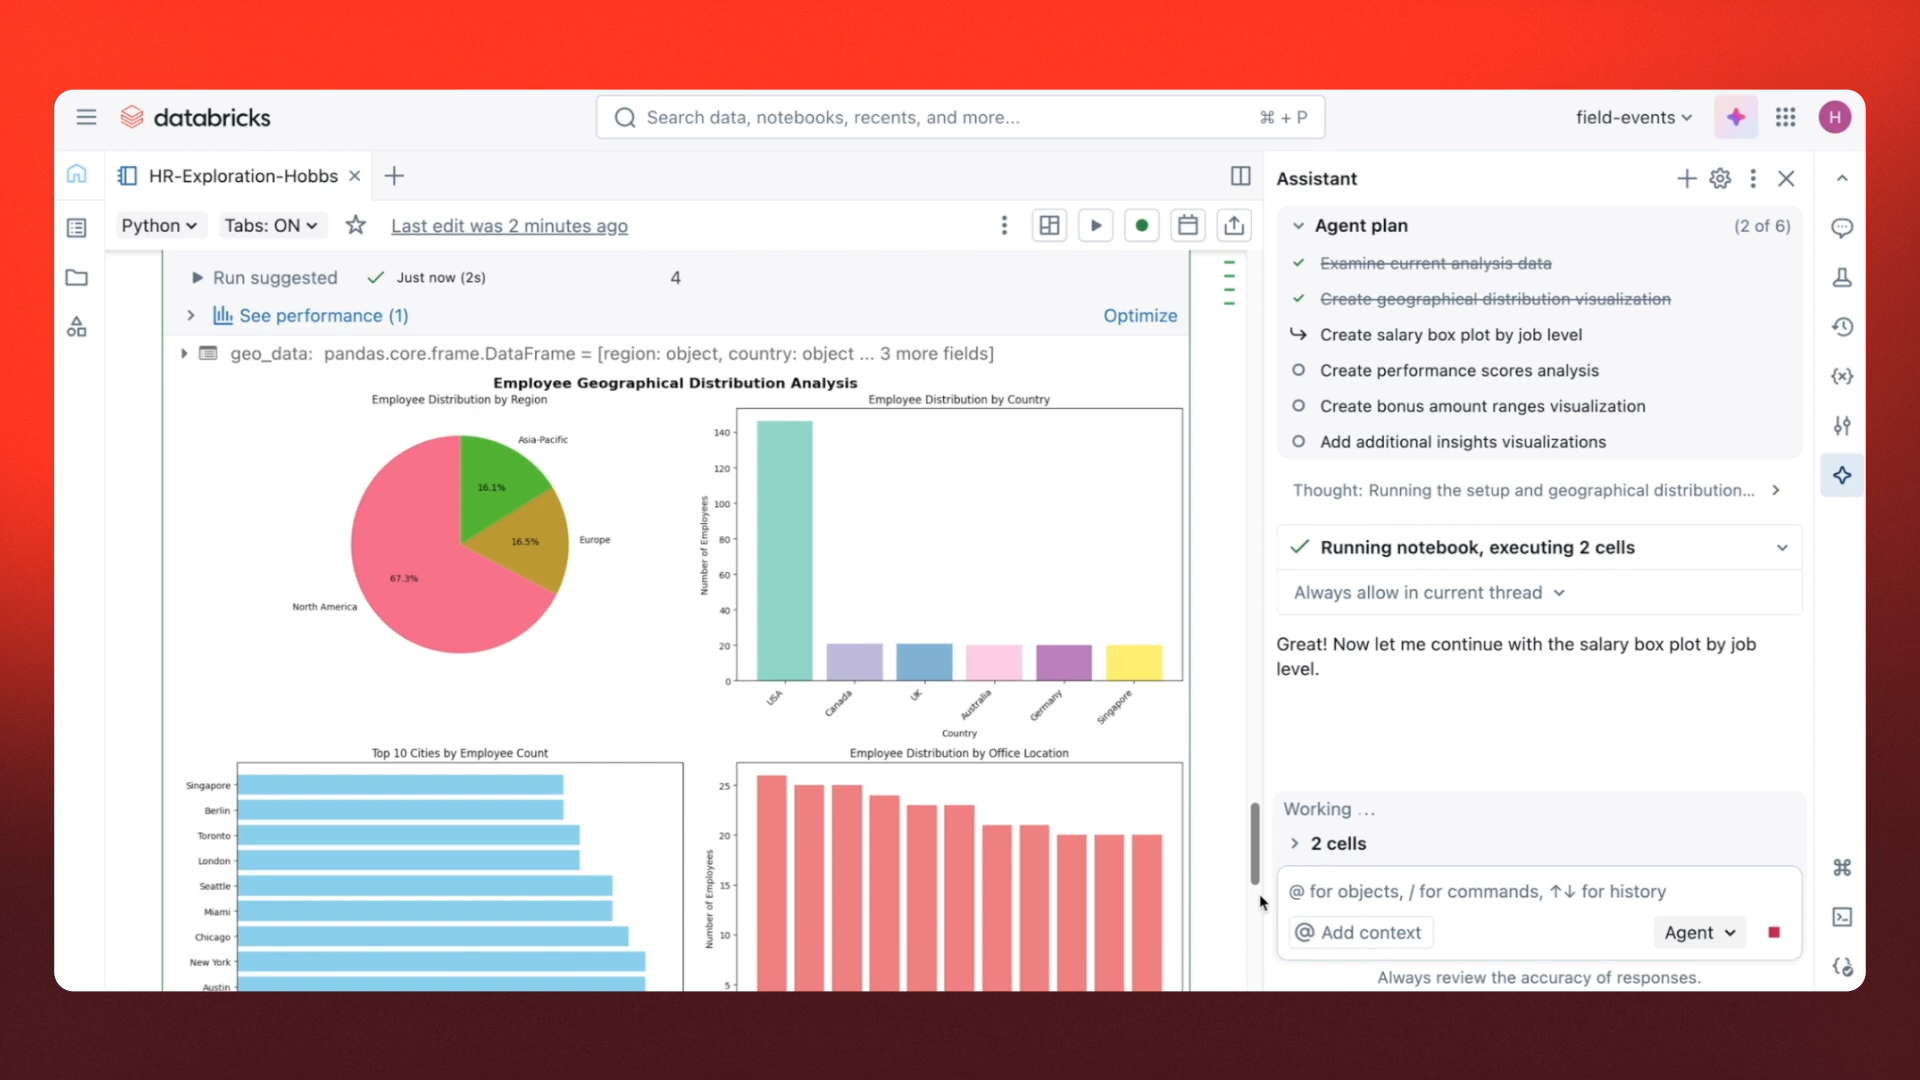 databricks
Search data, notebooks, recents, and more...
⌘ + P
field-events
H
HR-Exploration-Hobbs
Python
Tabs: ON
Last edit was 2 minutes ago
Run suggested
Just now (2s)
4
See performance (1)
Optimize
geo_data: pandas.core.frame.DataFrame = [region: object, country: object ... 3 more fields]
Employee Geographical Distribution Analysis
Employee Distribution by Region
Asia-Pacific
16.1%
Europe
16.5%
67.3%
North America
Employee Distribution by Country
Number of Employees
140
120
100
80
60
40
20
0
USA
Canada
UK
Australia
Germany
Singapore
Country
Top 10 Cities by Employee Count
Singapore
Berlin
Toronto
London
Seattle
Miami
Chicago
New York
Austin
Employee Distribution by Office Location
Number of Employees
25
20
15
10
5
Assistant
Agent plan
(2 of 6)
Examine current analysis data
Create geographical distribution visualization
Create salary box plot by job level
Create performance scores analysis
Create bonus amount ranges visualization
Add additional insights visualizations
Thought: Running the setup and geographical distribution...
Running notebook, executing 2 cells
Always allow in current thread
Great! Now let me continue with the salary box plot by job
level.
Working ...
2 cells
@ for objects, / for commands, ↑↓ for history
@ Add context
Agent
Always review the accuracy of responses.